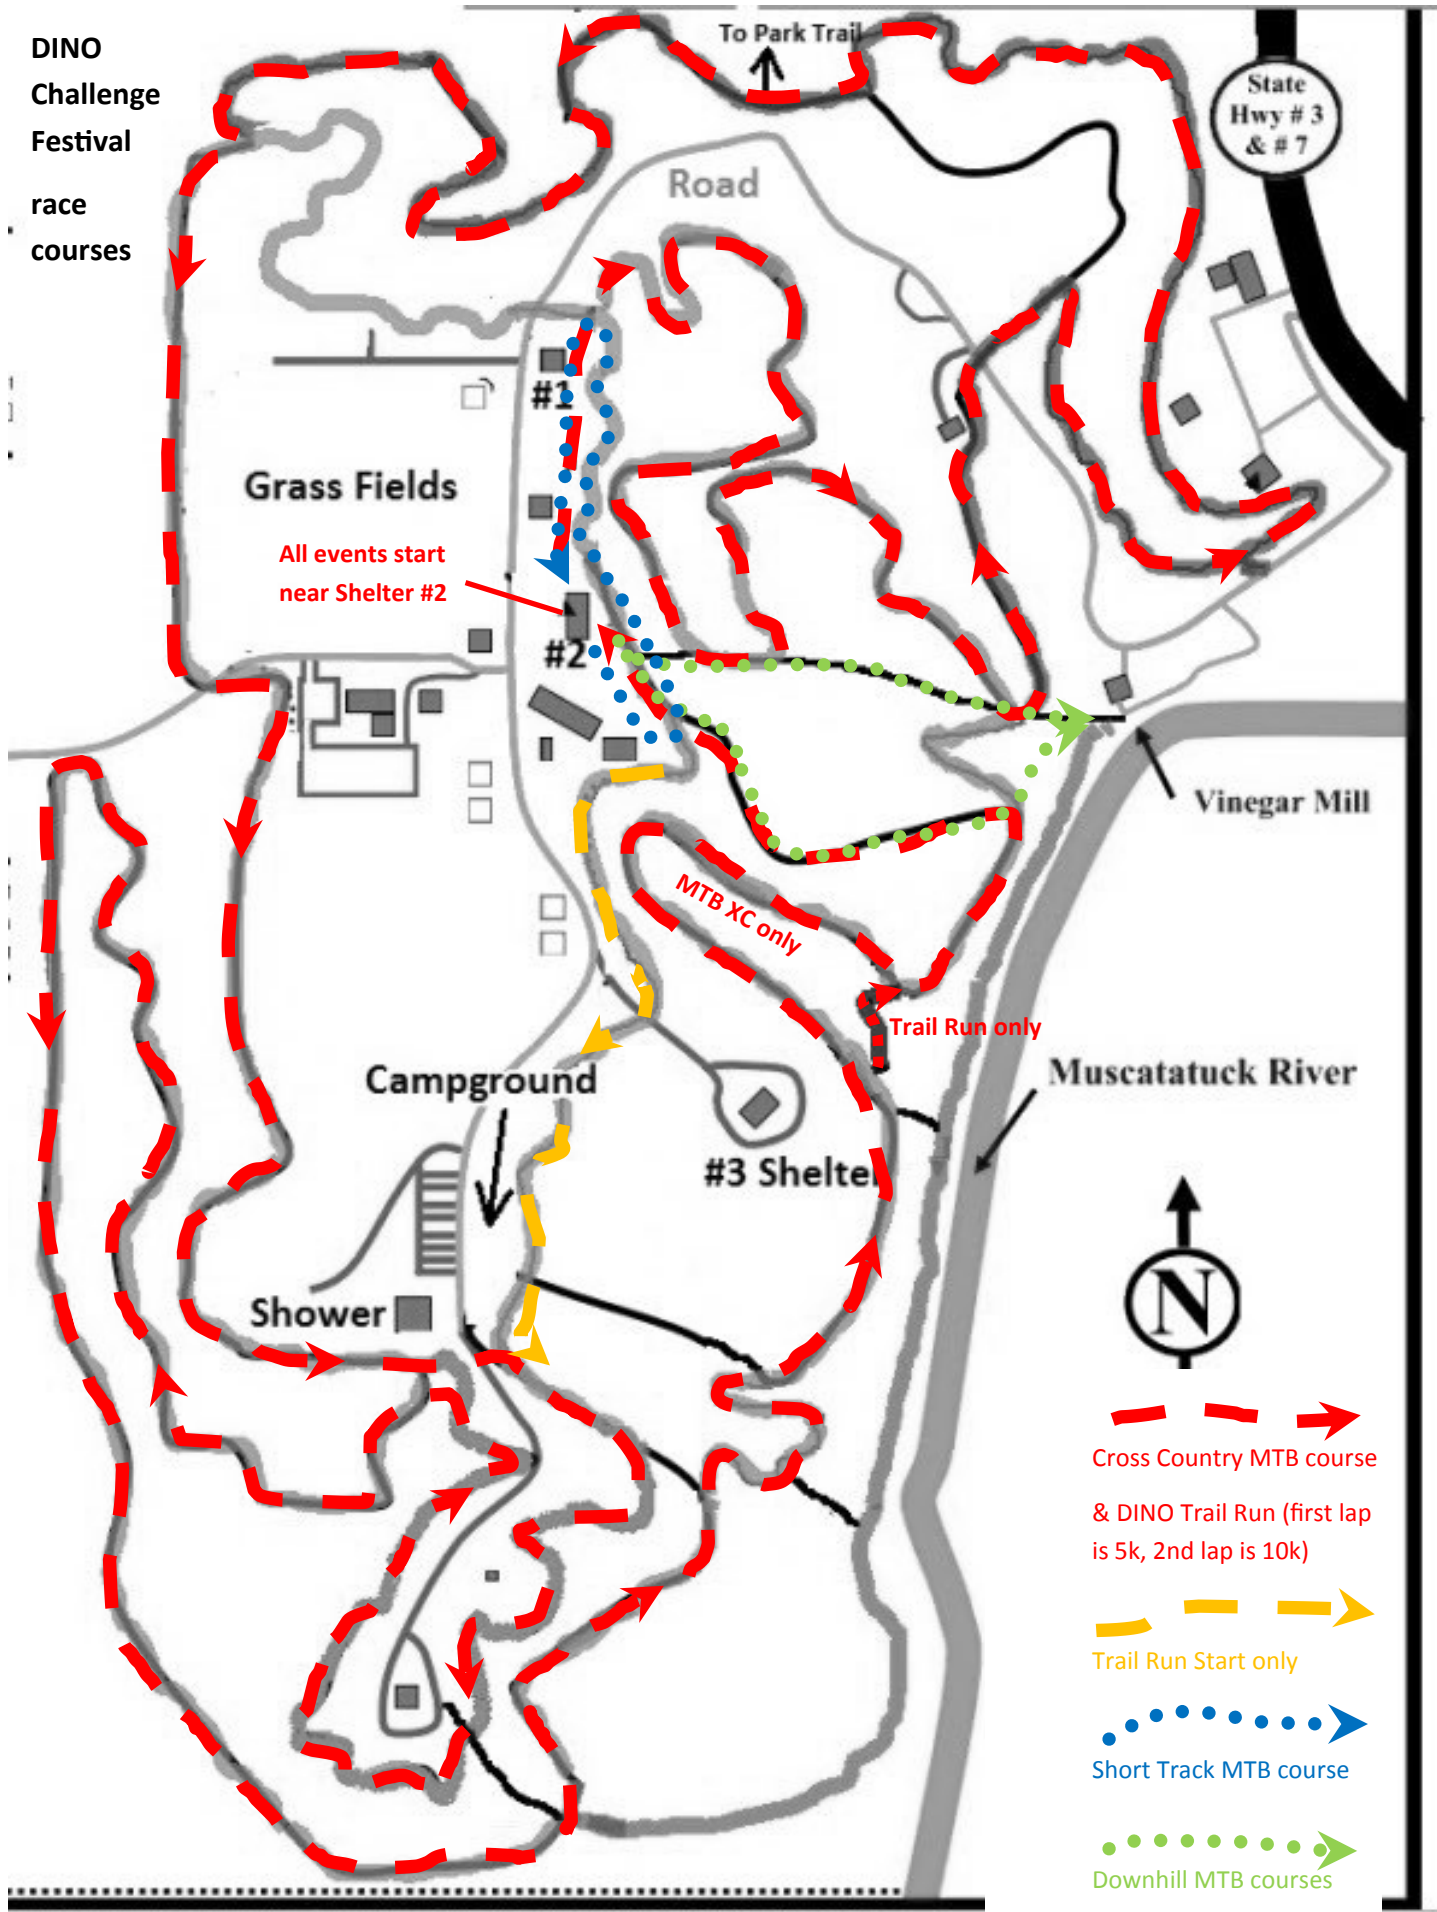 DINO
Challenge
Festival
race
courses
To Park Trail
State
Hwy # 3
& # 7
Road
#1
Grass Fields
All events start
near Shelter #2
#2
Vinegar Mill
MTB XC only
Trail Run only
Campground
Muscatatuck River
#3 Shelter
N
Shower
Cross Country MTB course
& DINO Trail Run (first lap
is 5k, 2nd lap is 10k)
Trail Run Start only
Short Track MTB course
Downhill MTB courses